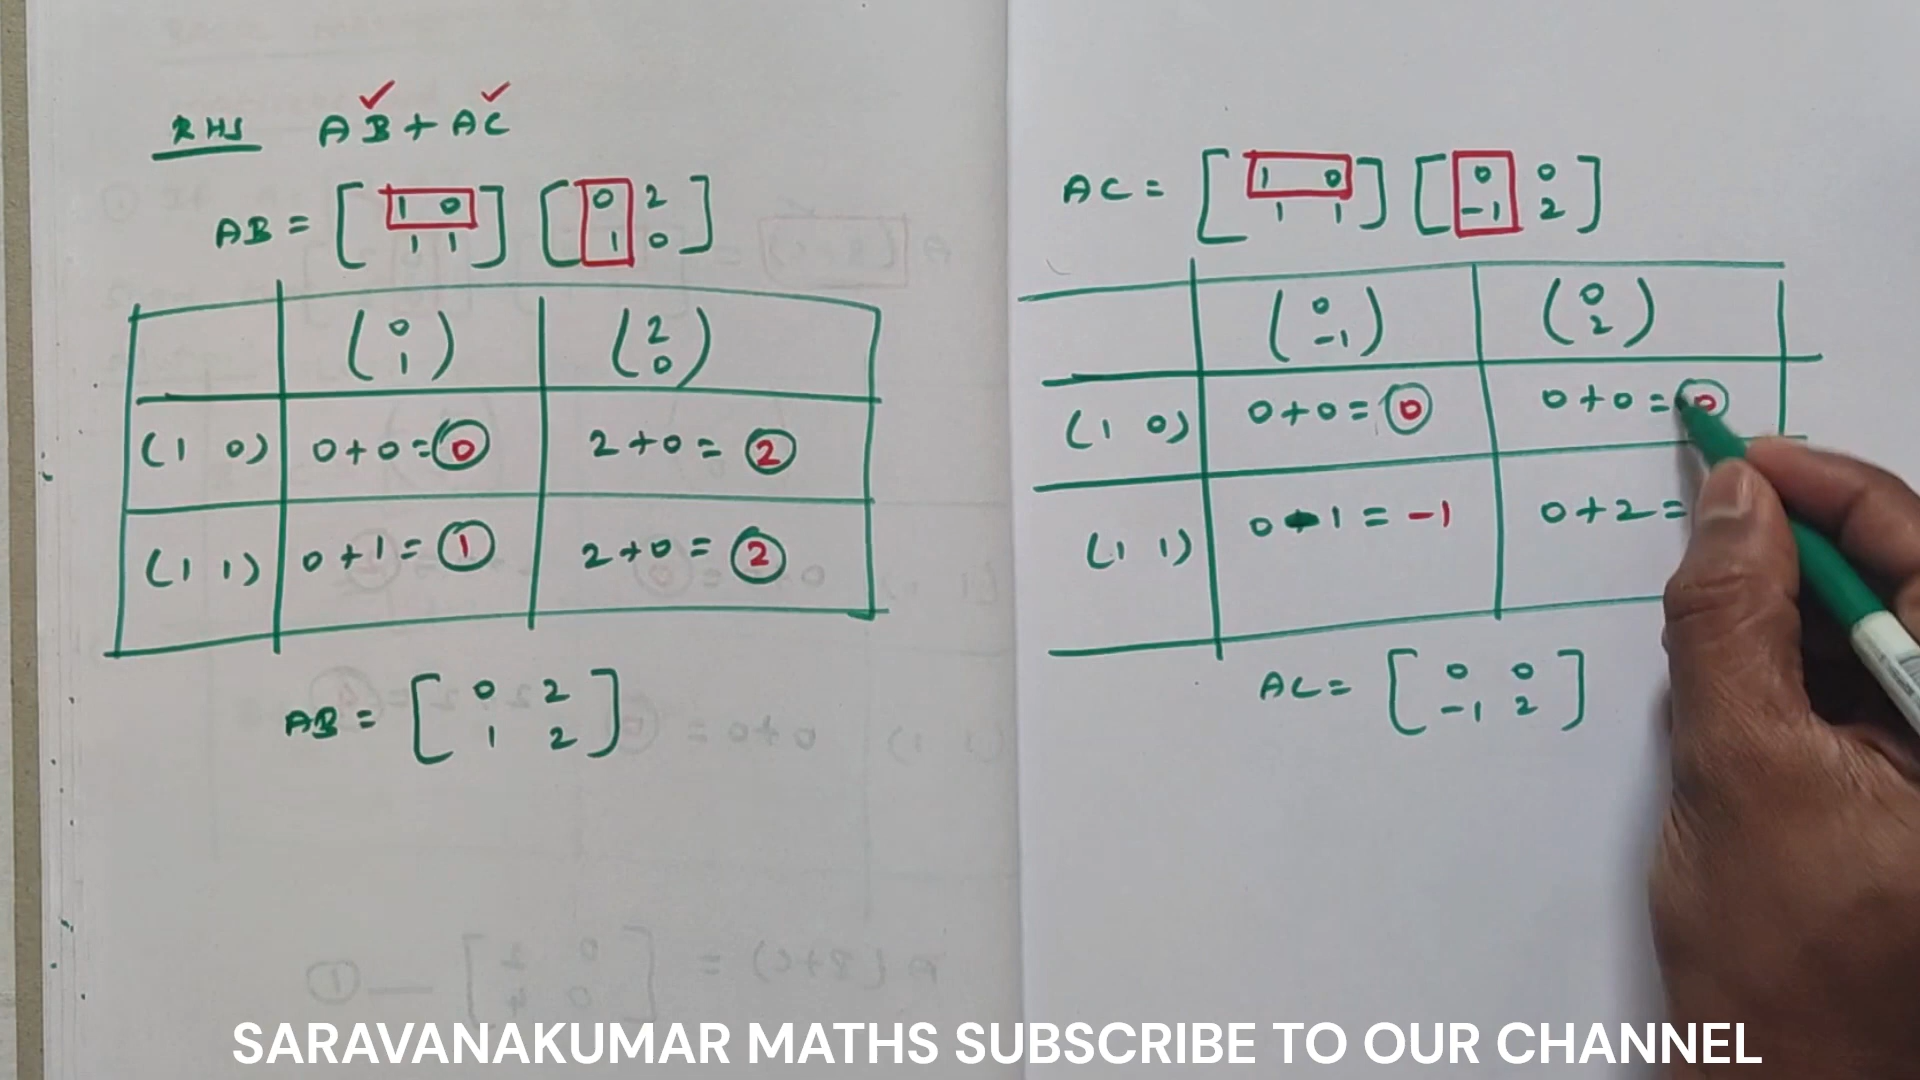 RHS AB + AC
AB = [ 1 0 ] [ 0 2 ]
1 1 1 0
( 0 ) ( 2 )
1 0
(1 0) 0+0=0 2+0=2
(1 1) 0+1=1 2+0=2
AB = [ 0 2 ]
1 2
AC = [ 1 0 ] [ 0 0 ]
1 1 -1 2
( 0 ) ( 0 )
-1 2
(1 0) 0+0=0 0+0=0
(1 1) 0-1=-1 0+2=
AC = [ 0 0 ]
-1 2
SARAVANAKUMAR MATHS SUBSCRIBE TO OUR CHANNEL